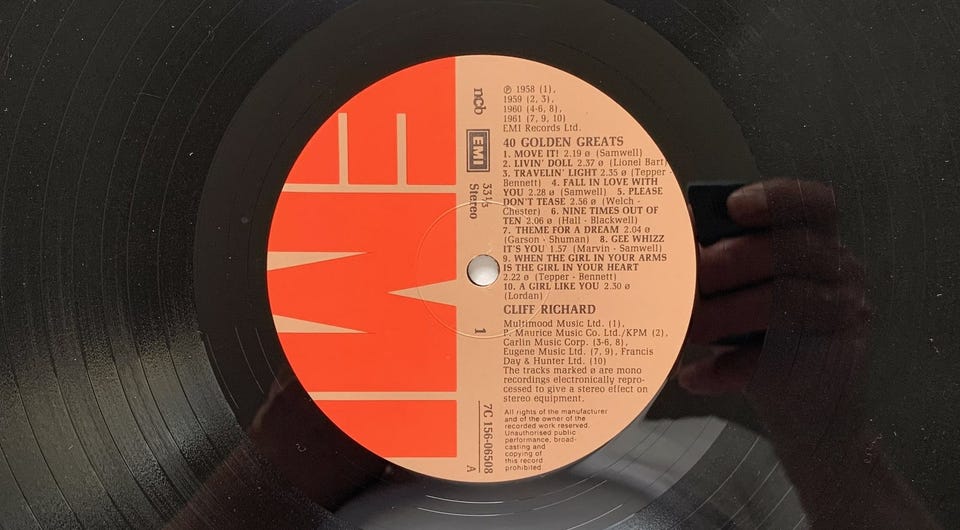 EMI
ncb
EMI
33⅓
Stereo
1
7C 156-06508
A
℗ 1958 (1),
1959 (2, 3),
1960 (4-6, 8),
1961 (7, 9, 10)
EMI Records Ltd.
40 GOLDEN GREATS
1. MOVE IT! 2.19 ø (Samwell)
2. LIVIN' DOLL 2.37 ø (Lionel Bart)
3. TRAVELIN' LIGHT 2.35 ø (Tepper -
Bennett) 4. FALL IN LOVE WITH
YOU 2.28 ø (Samwell) 5. PLEASE
DON'T TEASE 2.56 ø (Welch -
Chester) 6. NINE TIMES OUT OF
TEN 2.06 ø (Hall - Blackwell)
7. THEME FOR A DREAM 2.04 ø
(Garson - Shuman) 8. GEE WHIZZ
IT'S YOU 1.57 (Marvin - Samwell)
9. WHEN THE GIRL IN YOUR ARMS
IS THE GIRL IN YOUR HEART
2.22 ø (Tepper - Bennett)
10. A GIRL LIKE YOU 2.30 ø
(Lordan)
CLIFF RICHARD
Multimood Music Ltd. (1),
P. Maurice Music Co. Ltd./KPM (2),
Carlin Music Corp. (3-6, 8),
Eugene Music Ltd. (7, 9), Francis
Day & Hunter Ltd. (10)
The tracks marked ø are mono
recordings electronically repro-
cessed to give a stereo effect on
stereo equipment.
All rights of the manufacturer
and of the owner of the
recorded work reserved.
Unauthorised public
performance, broad-
casting and
copying of
this record
prohibited